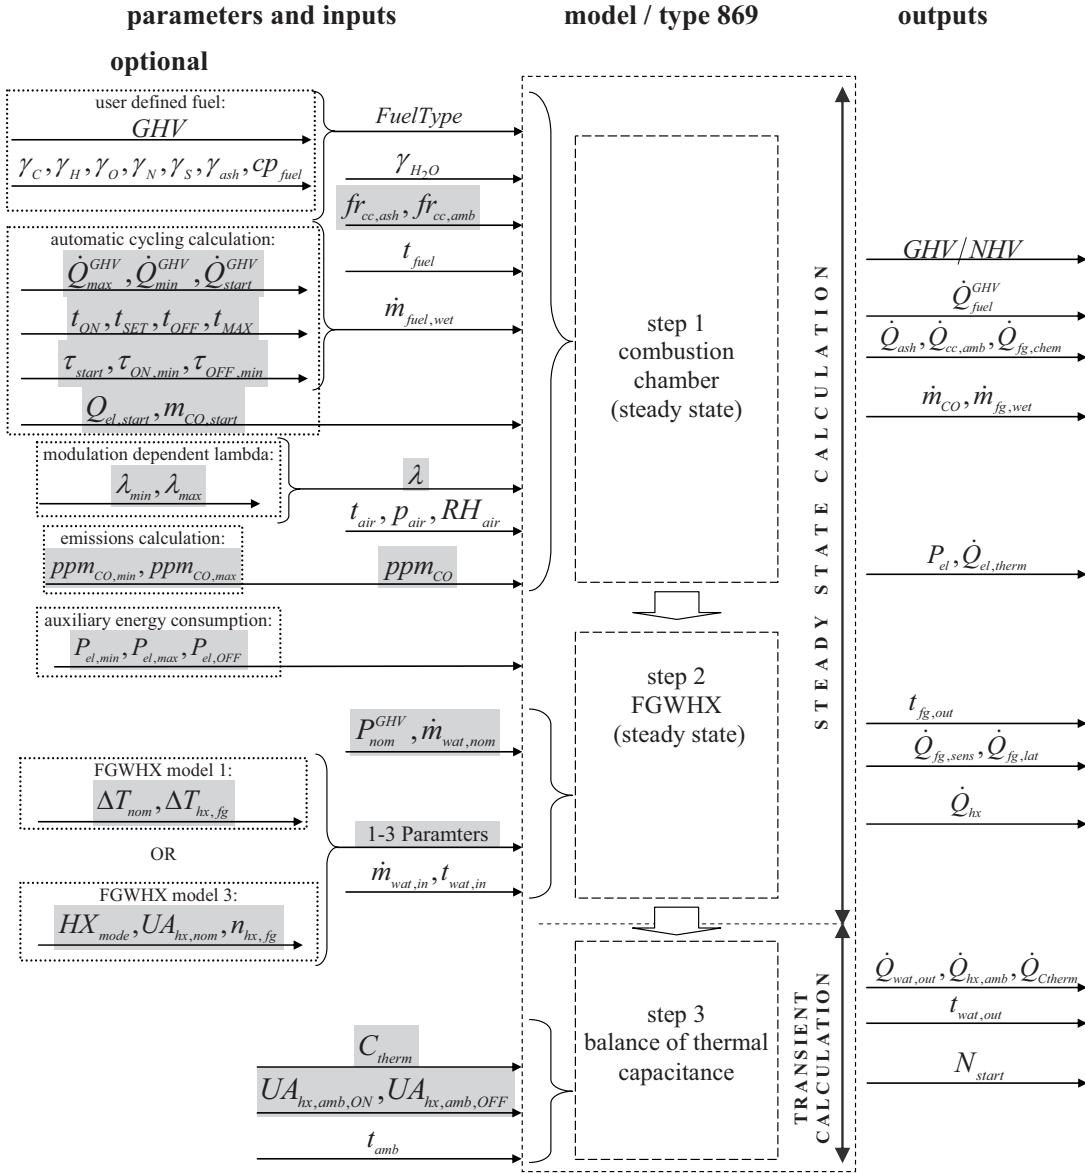 parameters and inputs
model / type 869
outputs
optional
user defined fuel:
GHV
γ_C, γ_H, γ_O, γ_N, γ_S, γ_ash, cp_fuel
FuelType
γ_H₂O
fr_cc,ash, fr_cc,amb
t_fuel
automatic cycling calculation:
Q̇_max^GHV, Q̇_min^GHV, Q̇_start^GHV
t_ON, t_SET, t_OFF, t_MAX
τ_start, τ_ON,min, τ_OFF,min
Q_el,start, m_CO,start
ṁ_fuel,wet
modulation dependent lambda:
λ_min, λ_max
λ
t_air, p_air, RH_air
emissions calculation:
ppm_CO,min, ppm_CO,max
ppm_CO
auxiliary energy consumption:
P_el,min, P_el,max, P_el,OFF
P_nom^GHV, ṁ_wat,nom
FGWHX model 1:
ΔT_nom, ΔT_hx,fg
OR
FGWHX model 3:
HX_mode, UA_hx,nom, n_hx,fg
1-3 Paramters
ṁ_wat,in, t_wat,in
C_therm
UA_hx,amb,ON, UA_hx,amb,OFF
t_amb
step 1
combustion
chamber
(steady state)
step 2
FGWHX
(steady state)
step 3
balance of thermal
capacitance
STEADY STATE CALCULATION
TRANSIENT
CALCULATION
GHV/NHV
Q̇_fuel^GHV
Q̇_ash, Q̇_cc,amb, Q̇_fg,chem
ṁ_CO, ṁ_fg,wet
P_el, Q̇_el,therm
t_fg,out
Q̇_fg,sens, Q̇_fg,lat
Q̇_hx
Q̇_wat,out, Q̇_hx,amb, Q̇_Ctherm
t_wat,out
N_start